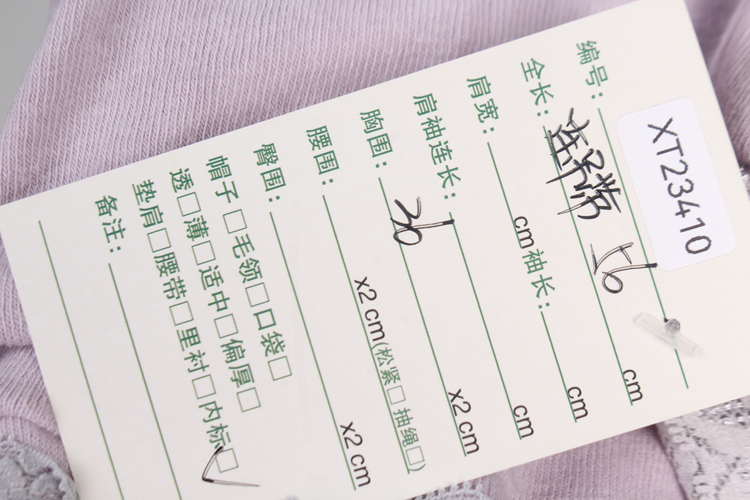 编号: XT23410
全长: 连吊带 56 cm
肩宽: cm 袖长: cm
肩袖连长: cm
胸围: 30 x2 cm
腰围: x2 cm(松紧□ 抽绳□)
臀围: x2 cm
帽子□毛领□口袋□
透□薄□适中□偏厚□
垫肩□腰带□里衬□内标□✓
备注: